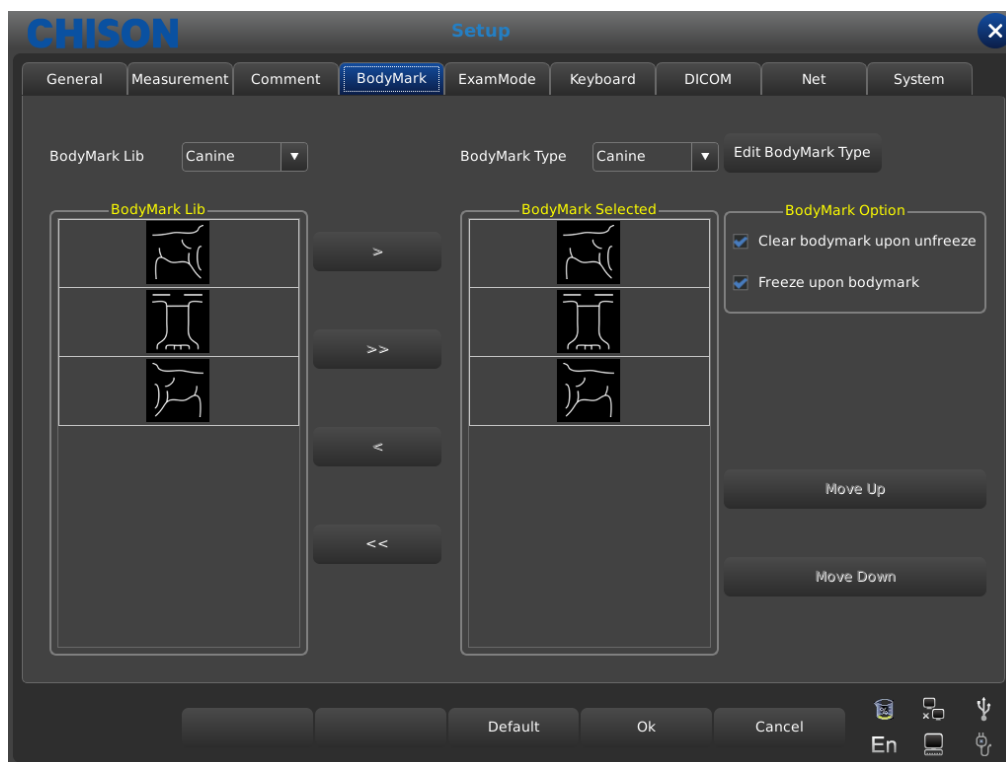 CHISON
Setup
General Measurement Comment BodyMark ExamMode Keyboard DICOM Net System
BodyMark Lib Canine BodyMark Type Canine Edit BodyMark Type
BodyMark Lib BodyMark Selected BodyMark Option
Clear bodymark upon unfreeze
>
Freeze upon bodymark
>>
<
Move Up
<<
Move Down
Default Ok Cancel
En